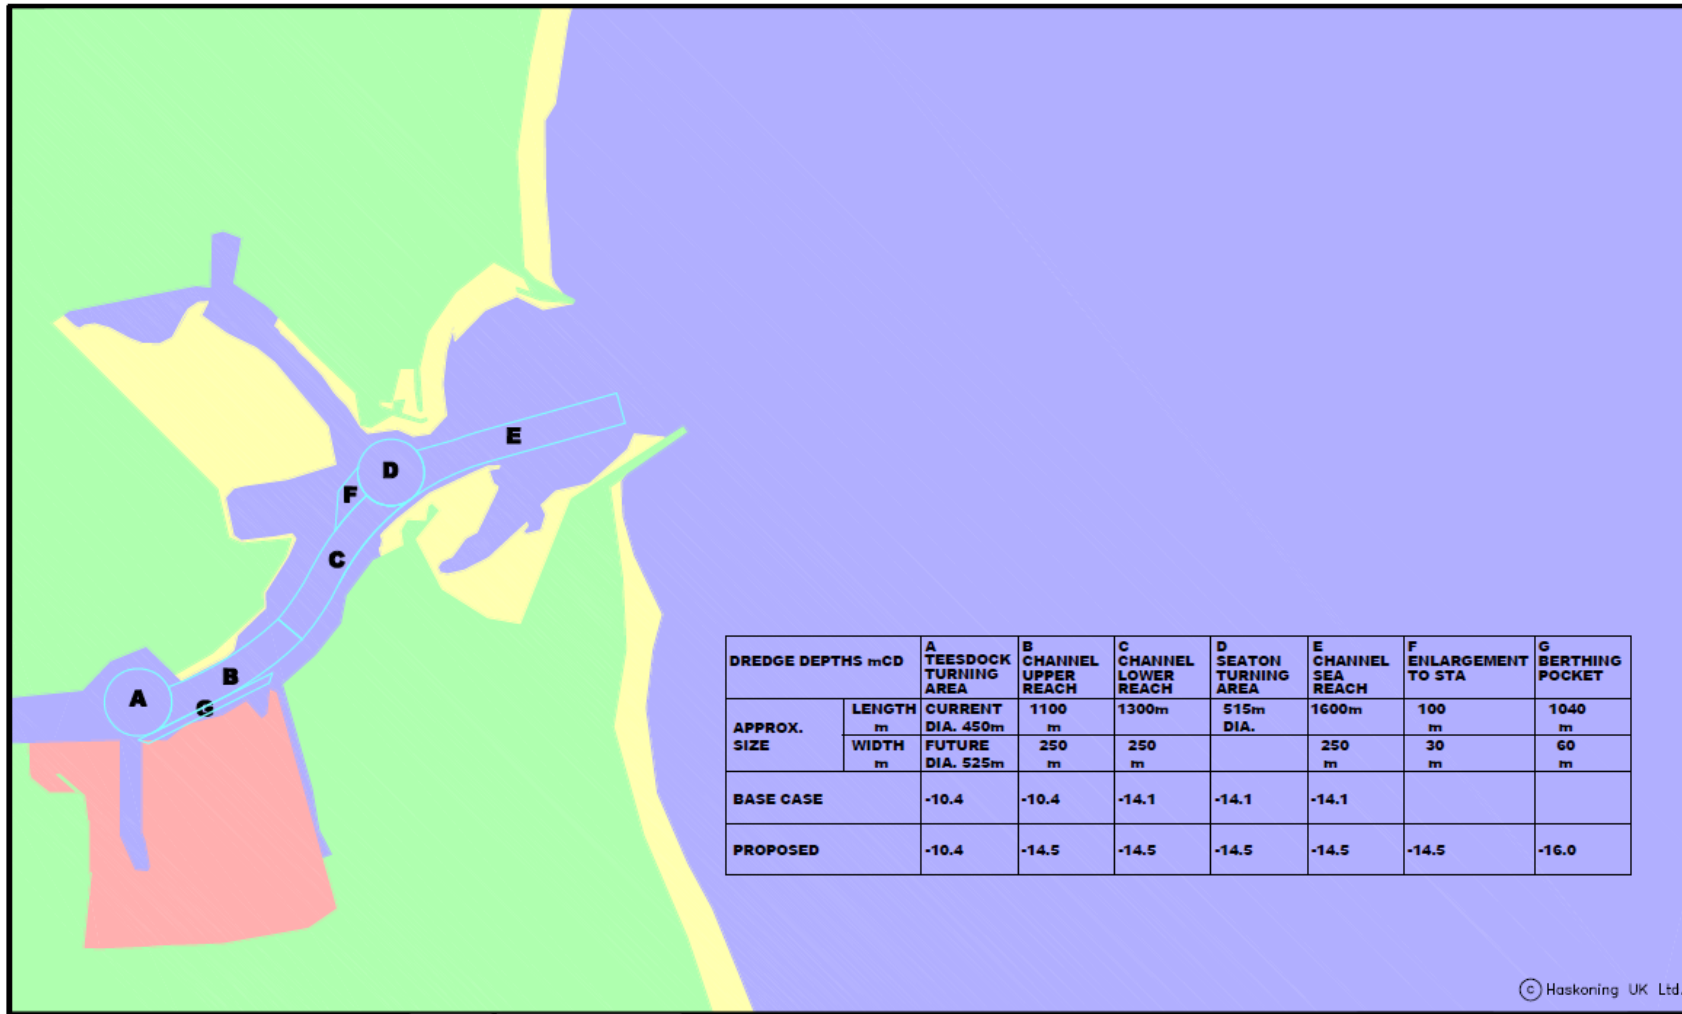 E
D
F
C
B
A
G
DREDGE DEPTHS mCD
A
TEESDOCK
TURNING
AREA
B
CHANNEL
UPPER
REACH
C
CHANNEL
LOWER
REACH
D
SEATON
TURNING
AREA
E
CHANNEL
SEA
REACH
F
ENLARGEMENT
TO STA
G
BERTHING
POCKET
APPROX.
SIZE
LENGTH
m
CURRENT
DIA. 450m
1100
m
1300m
515m
DIA.
1600m
100
m
1040
m
WIDTH
m
FUTURE
DIA. 525m
250
m
250
m
250
m
30
m
60
m
BASE CASE
-10.4
-10.4
-14.1
-14.1
-14.1
PROPOSED
-10.4
-14.5
-14.5
-14.5
-14.5
-14.5
-16.0
© Haskoning UK Ltd.